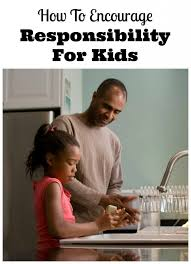 How To Encourage
Responsibility
For Kids